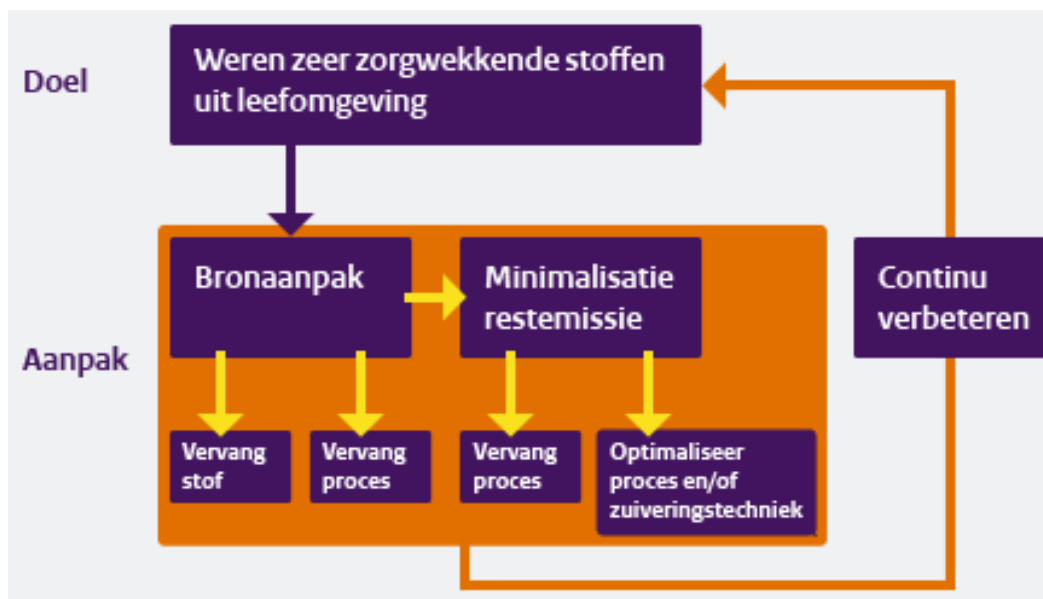 Doel
Weren zeer zorgwekkende stoffen
uit leefomgeving
Aanpak
Bronaanpak
Minimalisatie
restemissie
Continu
verbeteren
Vervang
stof
Vervang
proces
Vervang
proces
Optimaliseer
proces en/of
zuiveringstechniek